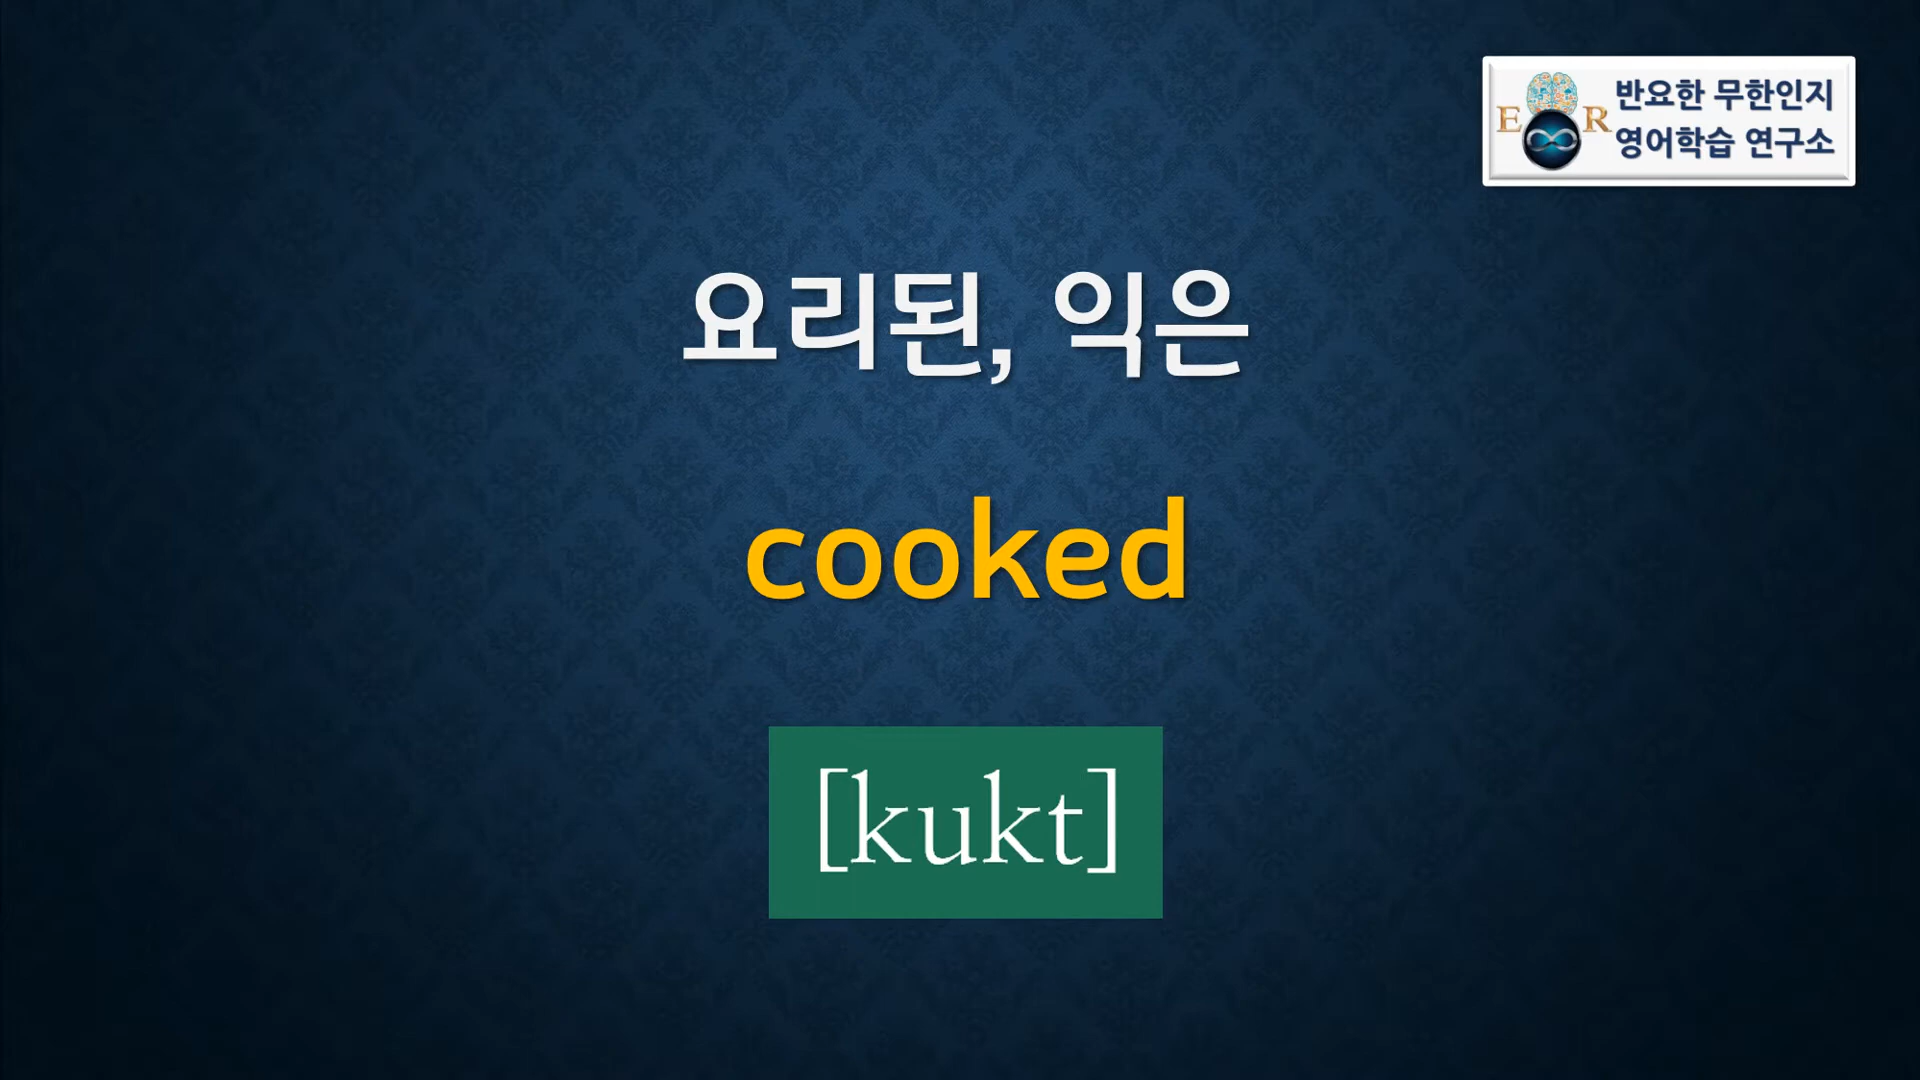 E R
반요한 무한인지
영어학습 연구소
요리된, 익은
cooked
[kukt]